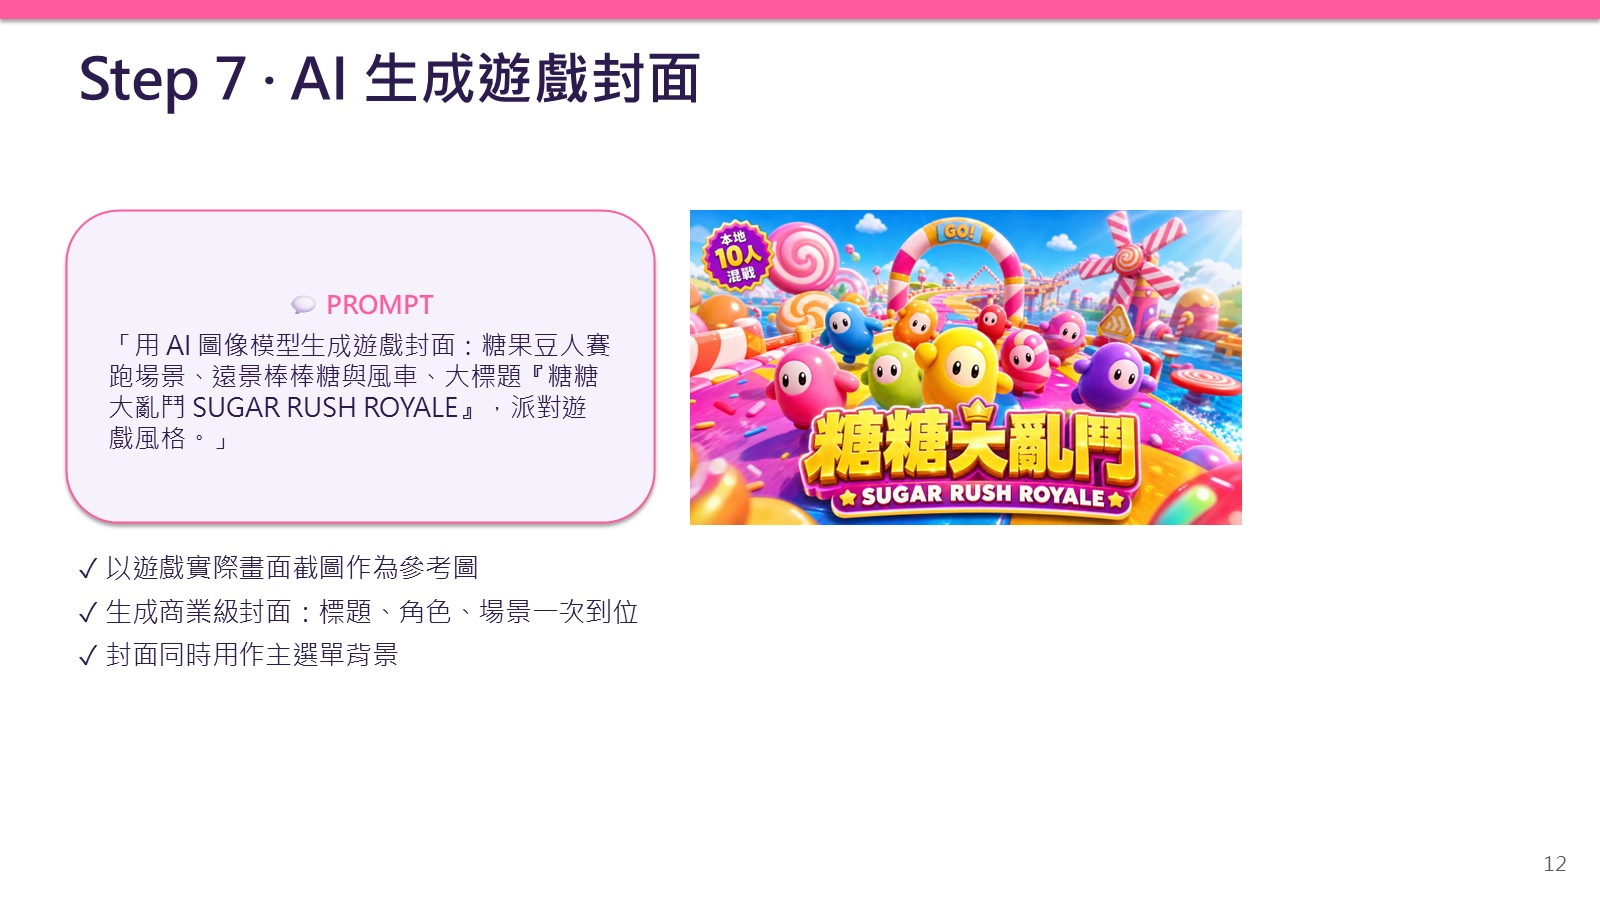 Step 7 · AI 生成遊戲封面
💬 PROMPT
「用 AI 圖像模型生成遊戲封面：糖果豆人賽
跑場景、遠景棒棒糖與風車、大標題『糖糖
大亂鬥 SUGAR RUSH ROYALE』，派對遊
戲風格。」
本地
10人
混戰
GO!
糖糖大亂鬥
SUGAR RUSH ROYALE
✓ 以遊戲實際畫面截圖作為參考圖
✓ 生成商業級封面：標題、角色、場景一次到位
✓ 封面同時用作主選單背景
12